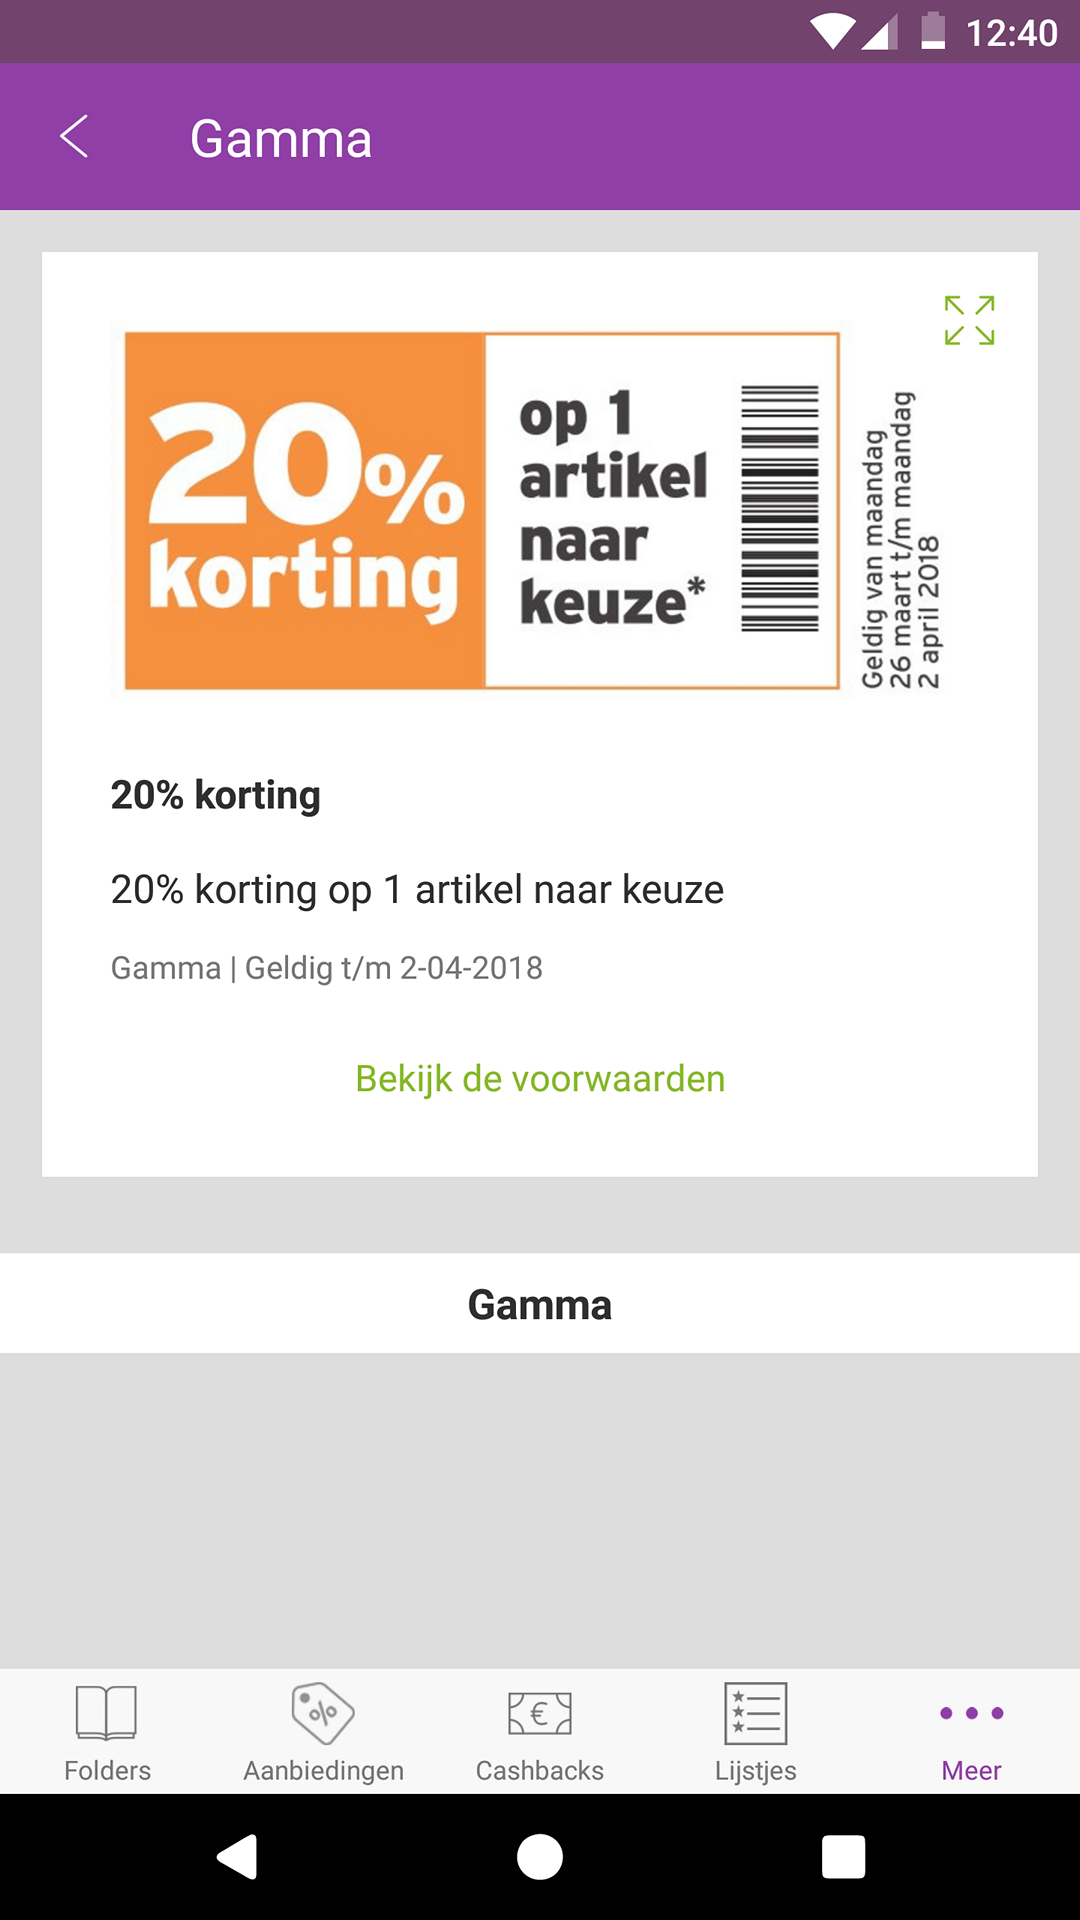 12:40
Gamma
20%
korting
op 1
artikel
naar
keuze*
Geldig van maandag
26 maart t/m maandag
2 april 2018
20% korting
20% korting op 1 artikel naar keuze
Gamma | Geldig t/m 2-04-2018
Bekijk de voorwaarden
Gamma
Folders
Aanbiedingen
Cashbacks
Lijstjes
Meer